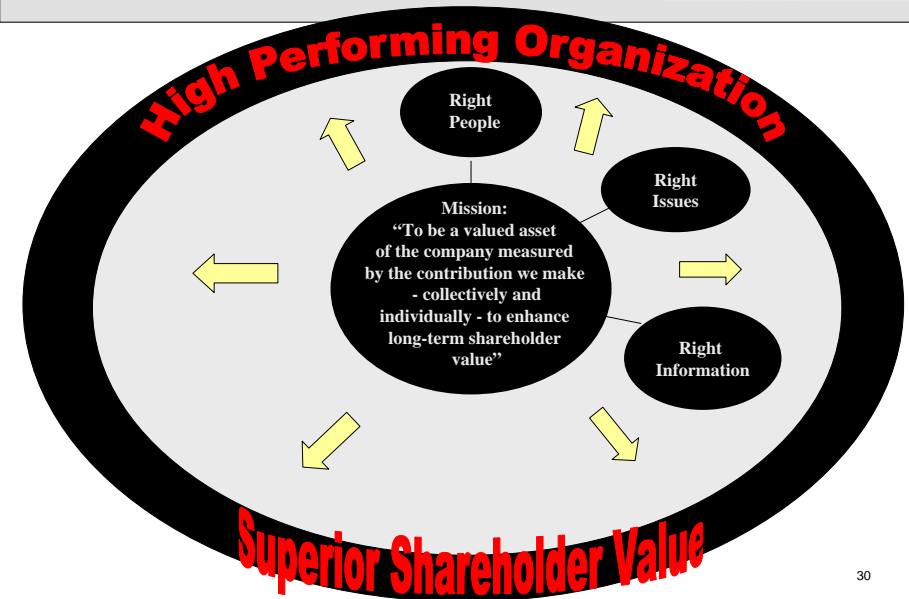 High Performing Organization
Right
People
Right
Issues
Mission:
“To be a valued asset
of the company measured
by the contribution we make
- collectively and
individually - to enhance
long-term shareholder
value”
Right
Information
Superior Shareholder Value
30